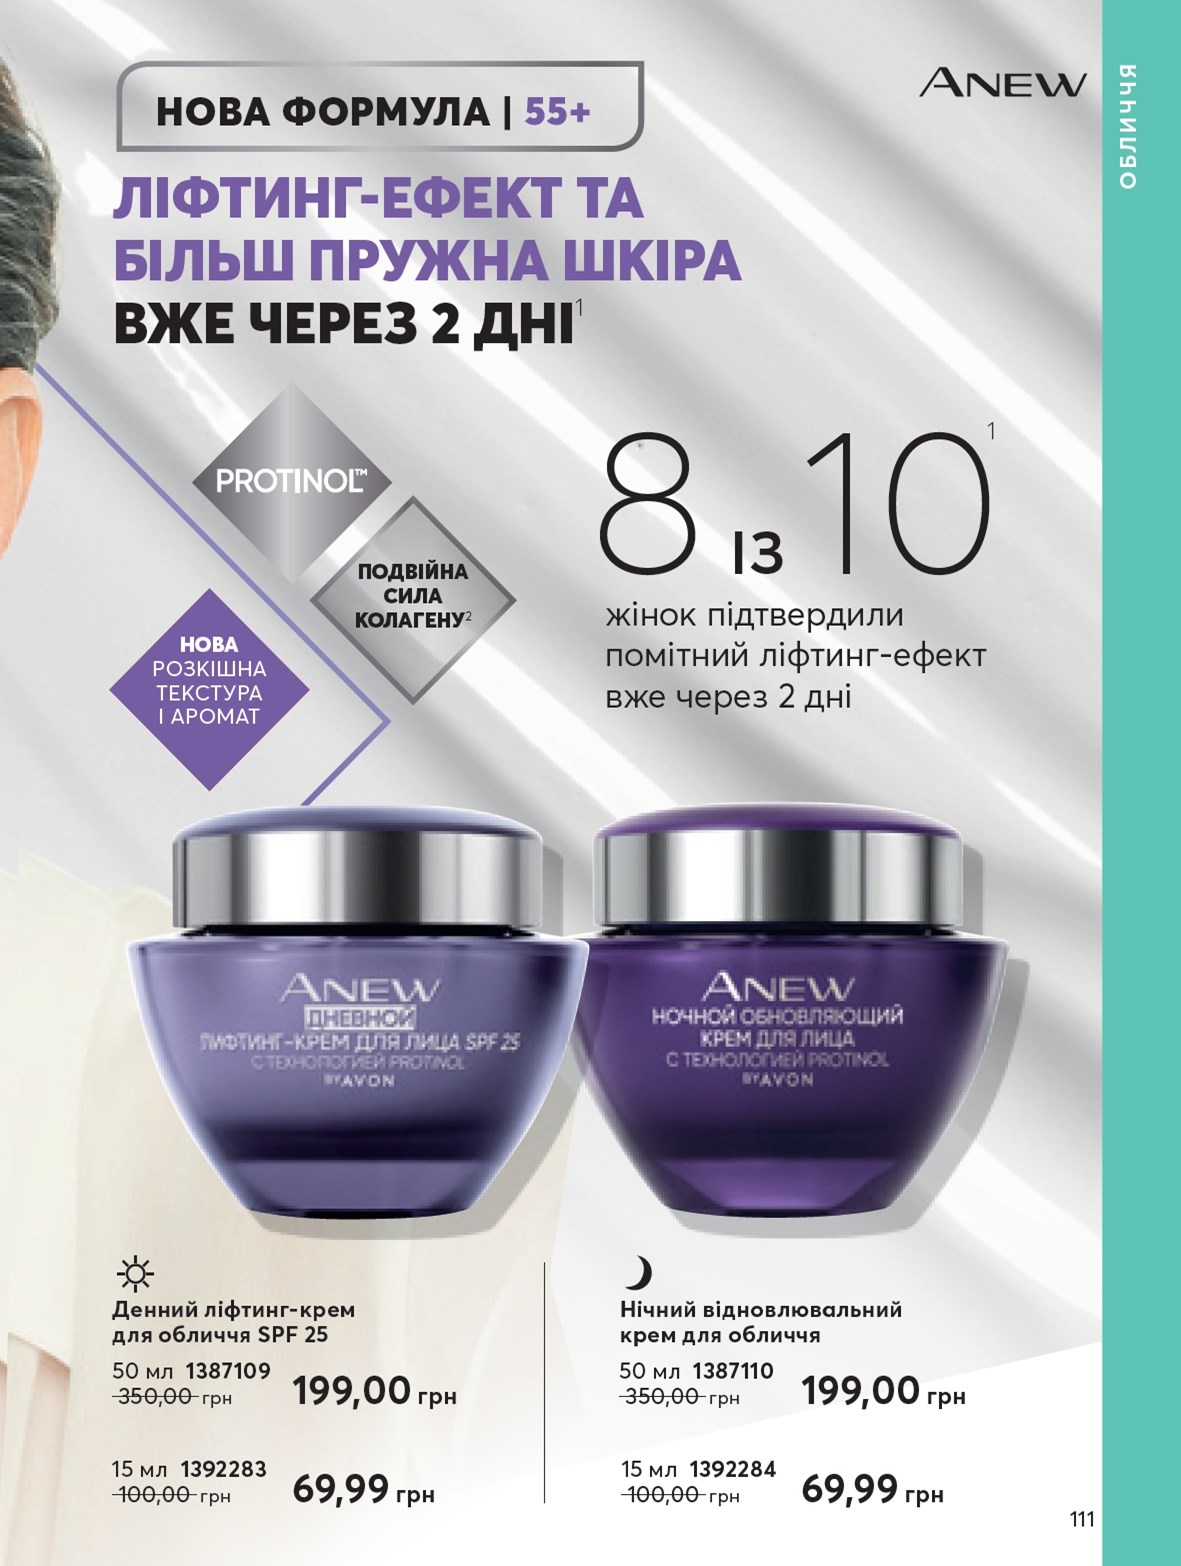 ANEW
ОБЛИЧЧЯ
НОВА ФОРМУЛА | 55+
ЛІФТИНГ-ЕФЕКТ ТА
БІЛЬШ ПРУЖНА ШКІРА
ВЖЕ ЧЕРЕЗ 2 ДНІ¹
PROTINOL™
ПОДВІЙНА
СИЛА
КОЛАГЕНУ²
НОВА
РОЗКІШНА
ТЕКСТУРА
І АРОМАТ
8 ІЗ 10¹
жінок підтвердили
помітний ліфтинг-ефект
вже через 2 дні
ANEW
ДНЕВНОЙ
ЛИФТИНГ-КРЕМ ДЛЯ ЛИЦА SPF 25
С ТЕХНОЛОГИЕЙ PROTINOL
BY AVON
ANEW
НОЧНОЙ ОБНОВЛЯЮЩИЙ
КРЕМ ДЛЯ ЛИЦА
С ТЕХНОЛОГИЕЙ PROTINOL
BY AVON
Денний ліфтинг-крем
для обличчя SPF 25
50 мл 1387109
350,00 грн 199,00 грн
15 мл 1392283
100,00 грн 69,99 грн
Нічний відновлювальний
крем для обличчя
50 мл 1387110
350,00 грн 199,00 грн
15 мл 1392284
100,00 грн 69,99 грн
111